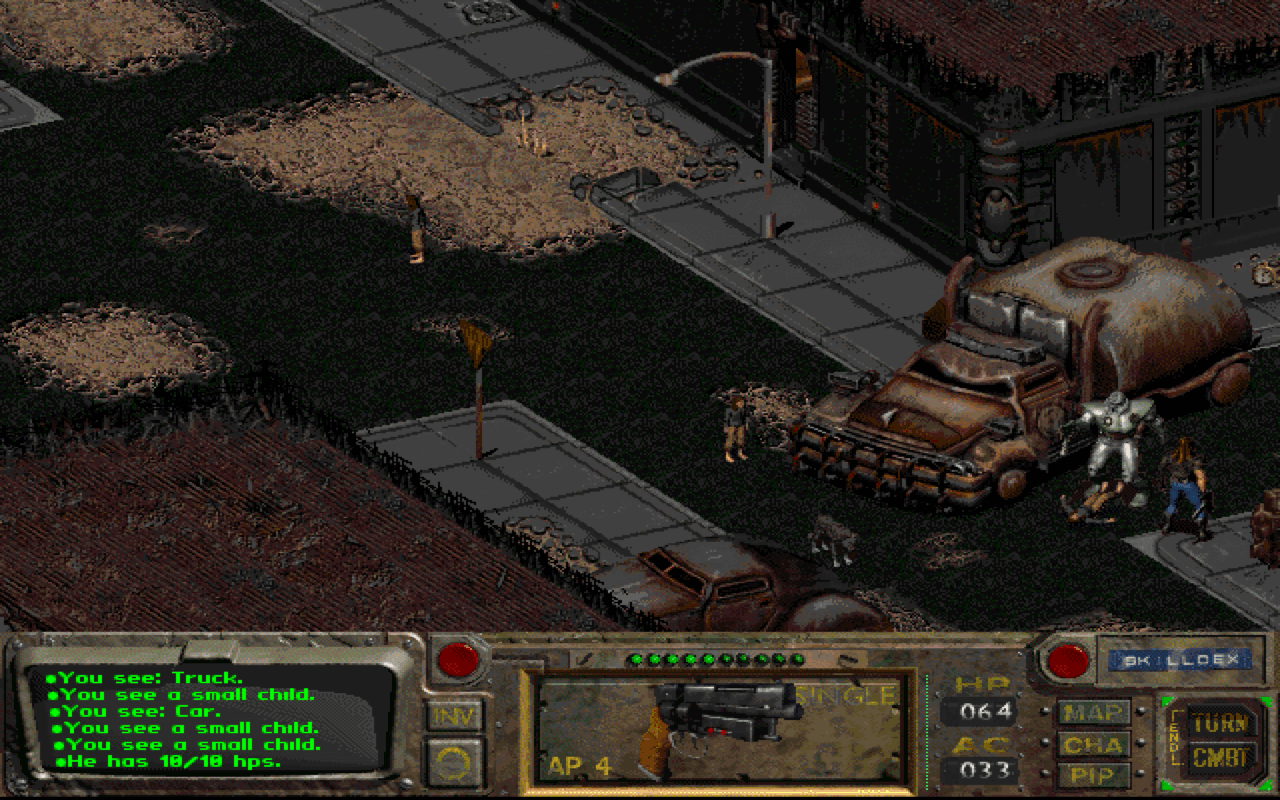 •You see: Truck.
•You see a small child.
•You see: Car.
•You see a small child.
•You see a small child.
•He has 10/10 hps.
INV
SINGLE
AP 4
HP
064
AC
033
SKILLDEX
MAP
CHA
PIP
TURN
CMBT